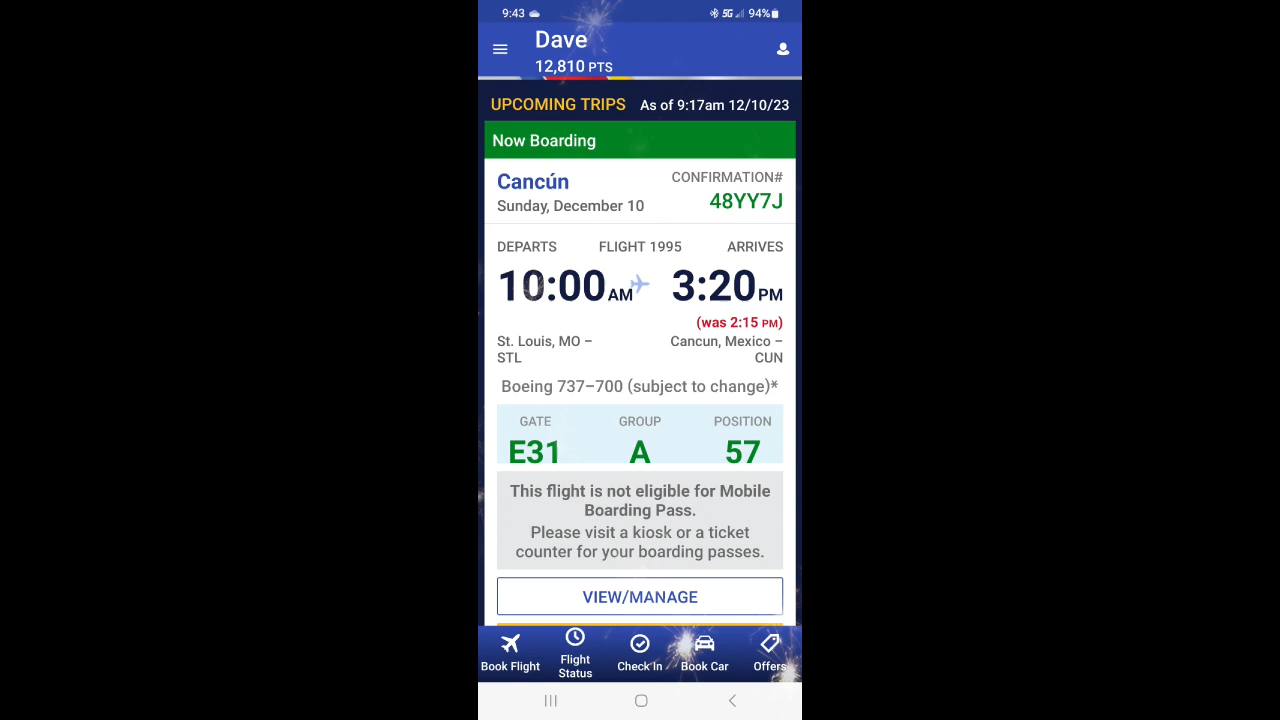 9:43 5G 94%
Dave
12,810 PTS
UPCOMING TRIPS As of 9:17am 12/10/23
Now Boarding
Cancún CONFIRMATION#
Sunday, December 10 48YY7J
DEPARTS FLIGHT 1995 ARRIVES
10:00 AM 3:20 PM
(was 2:15 PM)
St. Louis, MO – Cancun, Mexico –
STL CUN
Boeing 737–700 (subject to change)*
GATE GROUP POSITION
E31 A 57
This flight is not eligible for Mobile
Boarding Pass.
Please visit a kiosk or a ticket
counter for your boarding passes.
VIEW/MANAGE
Book Flight Flight Status Check In Book Car Offers